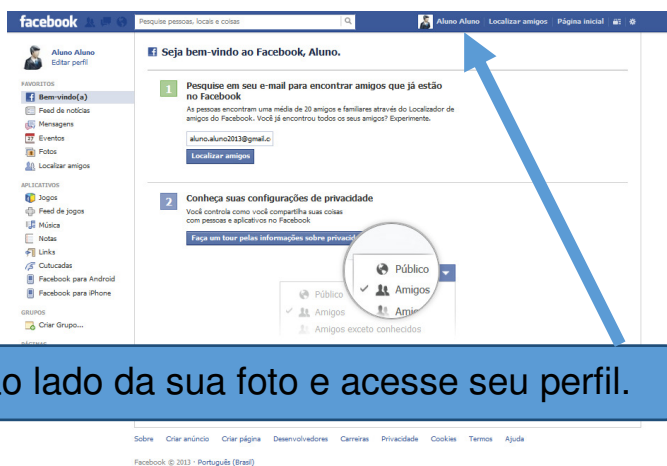 facebook
Pesquise pessoas, locais e coisas
Aluno Aluno Localizar amigos Página inicial
Aluno Aluno
Editar perfil
FAVORITOS
Bem-vindo(a)
Feed de notícias
Mensagens
Eventos
Fotos
Localizar amigos
APLICATIVOS
Jogos
Feed de jogos
Música
Notas
Links
Cutucadas
Facebook para Android
Facebook para iPhone
GRUPOS
Criar Grupo...
PÁGINAS
Seja bem-vindo ao Facebook, Aluno.
1
Pesquise em seu e-mail para encontrar amigos que já estão
no Facebook
As pessoas encontram uma média de 20 amigos e familiares através do Localizador de
amigos do Facebook. Você já encontrou todos os seus amigos? Experimente.
aluno.aluno2013@gmail.c
Localizar amigos
2
Conheça suas configurações de privacidade
Você controla como você compartilha suas coisas
com pessoas e aplicativos no Facebook
Faça um tour pelas informações sobre privacid
Público
Amigos
Amig
Público
Amigos
Amigos exceto conhecidos
o lado da sua foto e acesse seu perfil.
Sobre Criar anúncio Criar página Desenvolvedores Carreiras Privacidade Cookies Termos Ajuda
Facebook © 2013 · Português (Brasil)